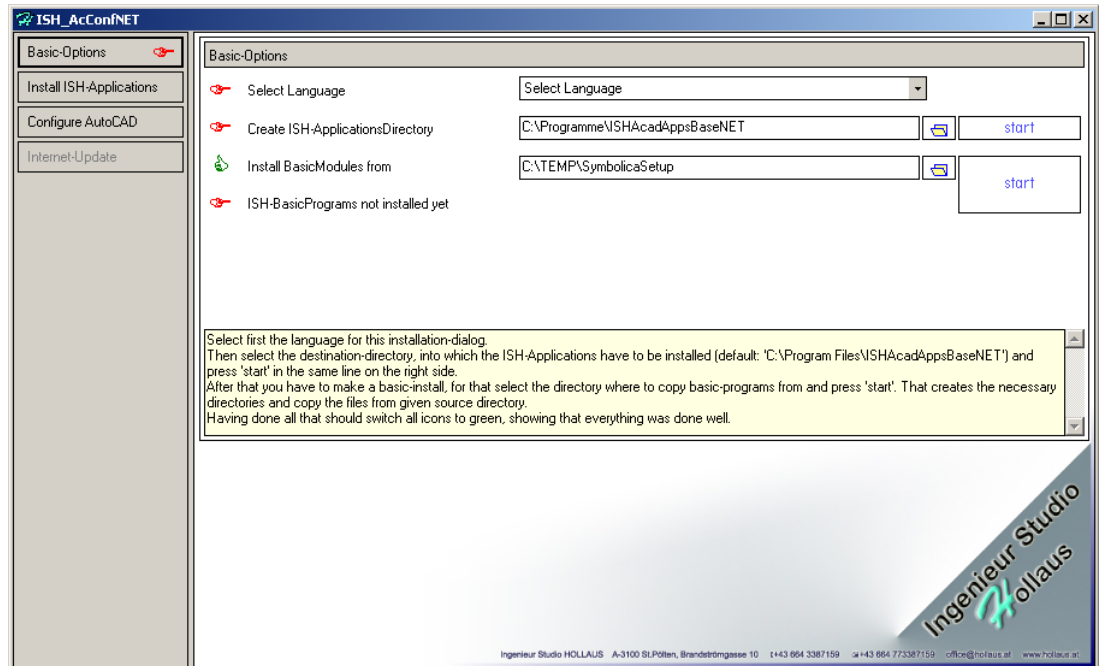 ISH_AcConfNET
Basic-Options
Install ISH-Applications
Configure AutoCAD
Internet-Update
Basic-Options
Select Language
Select Language
Create ISH-ApplicationsDirectory
C:\Programme\ISHAcadAppsBaseNET
start
Install BasicModules from
C:\TEMP\SymbolicaSetup
start
ISH-BasicPrograms not installed yet
Select first the language for this installation-dialog.
Then select the destination-directory, into which the ISH-Applications have to be installed (default: 'C:\Program Files\ISHAcadAppsBaseNET') and
press 'start' in the same line on the right side.
After that you have to make a basic-install, for that select the directory where to copy basic-programs from and press 'start'. That creates the necessary
directories and copy the files from given source directory.
Having done all that should switch all icons to green, showing that everything was done well.
Ingenieur Studio
Hollaus
Ingenieur Studio HOLLAUS A-3100 St.Pölten, Brandströmgasse 10 +43 664 3387159 +43 664 773387159 office@hollaus.at www.hollaus.at